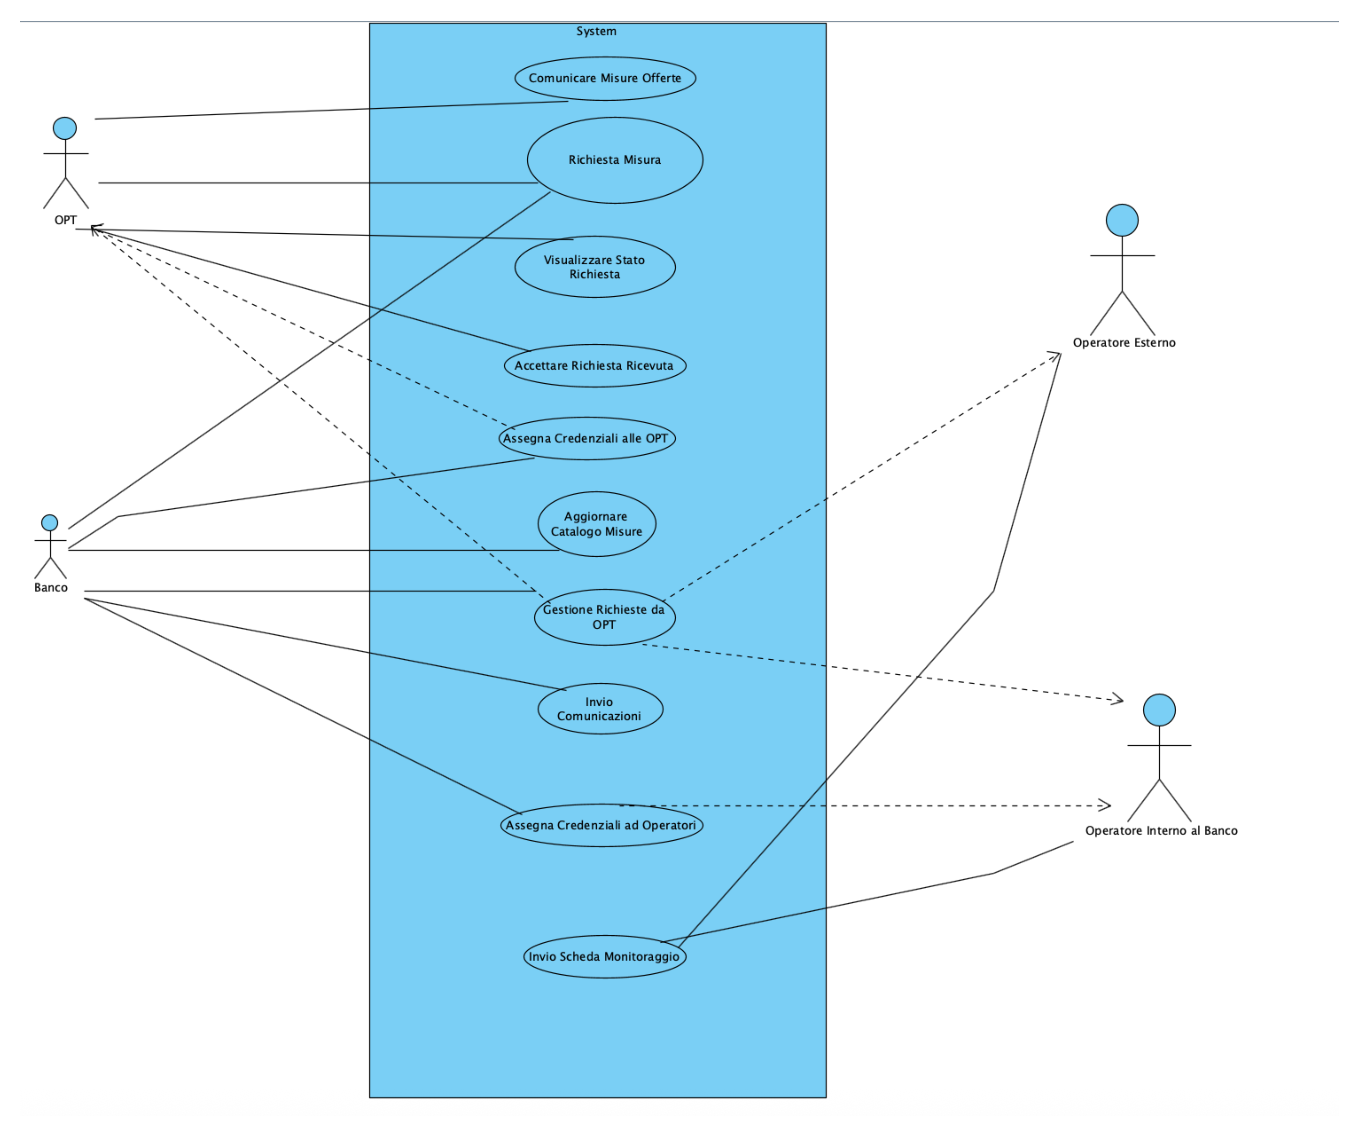 System
Comunicare Misure Offerte
Richiesta Misura
OPT
Visualizzare Stato
Richiesta
Operatore Esterno
Accettare Richiesta Ricevuta
Assegna Credenziali alle OPT
Aggiornare
Catalogo Misure
Banco
Gestione Richieste da
OPT
Invio
Comunicazioni
Assegna Credenziali ad Operatori
Operatore Interno al Banco
Invio Scheda Monitoraggio